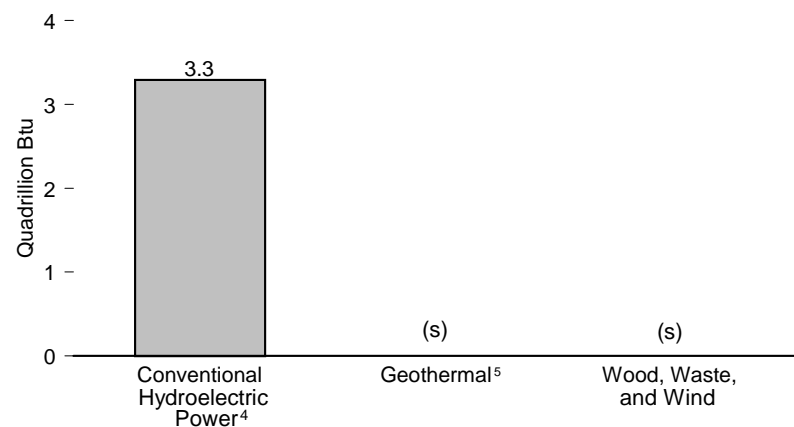 4
3.3
3
Quadrillion Btu
2
1
(s)
(s)
0
Conventional
Hydroelectric
Power⁴
Geothermal⁵
Wood, Waste,
and Wind